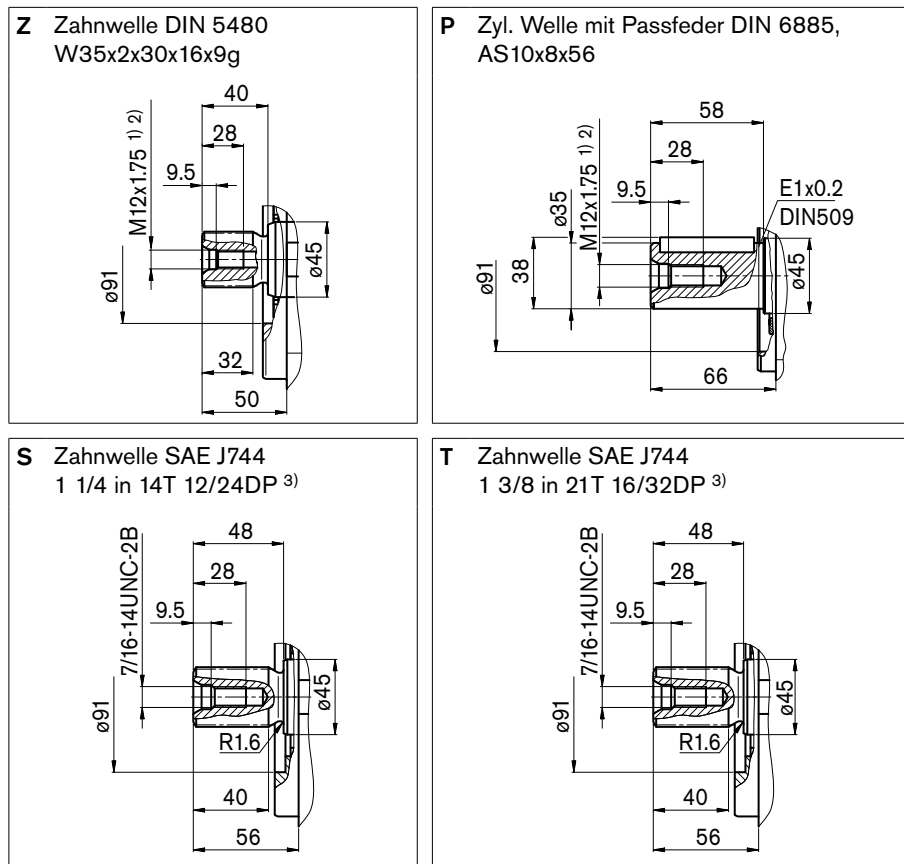 Z Zahnwelle DIN 5480
W35x2x30x16x9g
40
28
9.5
M12x1.75 1) 2)
ø91
ø45
32
50
P Zyl. Welle mit Passfeder DIN 6885,
AS10x8x56
58
28
9.5
M12x1.75 1) 2)
ø35
38
ø91
E1x0.2
DIN509
ø45
66
S Zahnwelle SAE J744
1 1/4 in 14T 12/24DP 3)
48
28
9.5
7/16-14UNC-2B
ø91
ø45
R1.6
40
56
T Zahnwelle SAE J744
1 3/8 in 21T 16/32DP 3)
48
28
9.5
7/16-14UNC-2B
ø91
ø45
R1.6
40
56